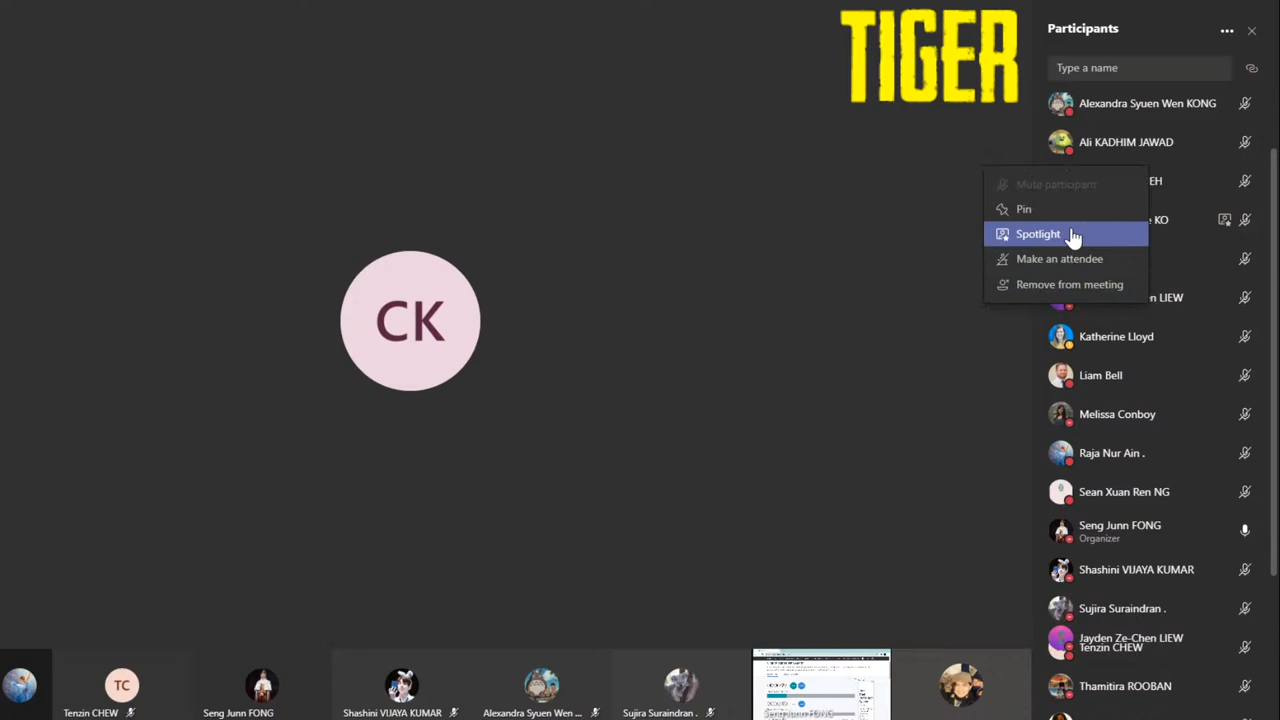 TIGER
Participants
Type a name
Alexandra Syuen Wen KONG
Ali KADHIM JAWAD
Mute participant
EH
Pin
KO
Spotlight
Make an attendee
LIEW
Remove from meeting
CK
Katherine Lloyd
Liam Bell
Melissa Conboy
Raja Nur Ain .
Sean Xuan Ren NG
Seng Junn FONG
Organizer
Shashini VIJAYA KUMAR
Sujira Suraindran .
Jayden Ze-Chen LIEW
Tenzin CHEW
Thamitira ROOBAN
TC
Tenzin CHEW
Seng Junn FONG
Shashini VIJAYA KUMAR
Alexandra Syuen Wen ...
Sujira Suraindran .
Seng Junn FONG